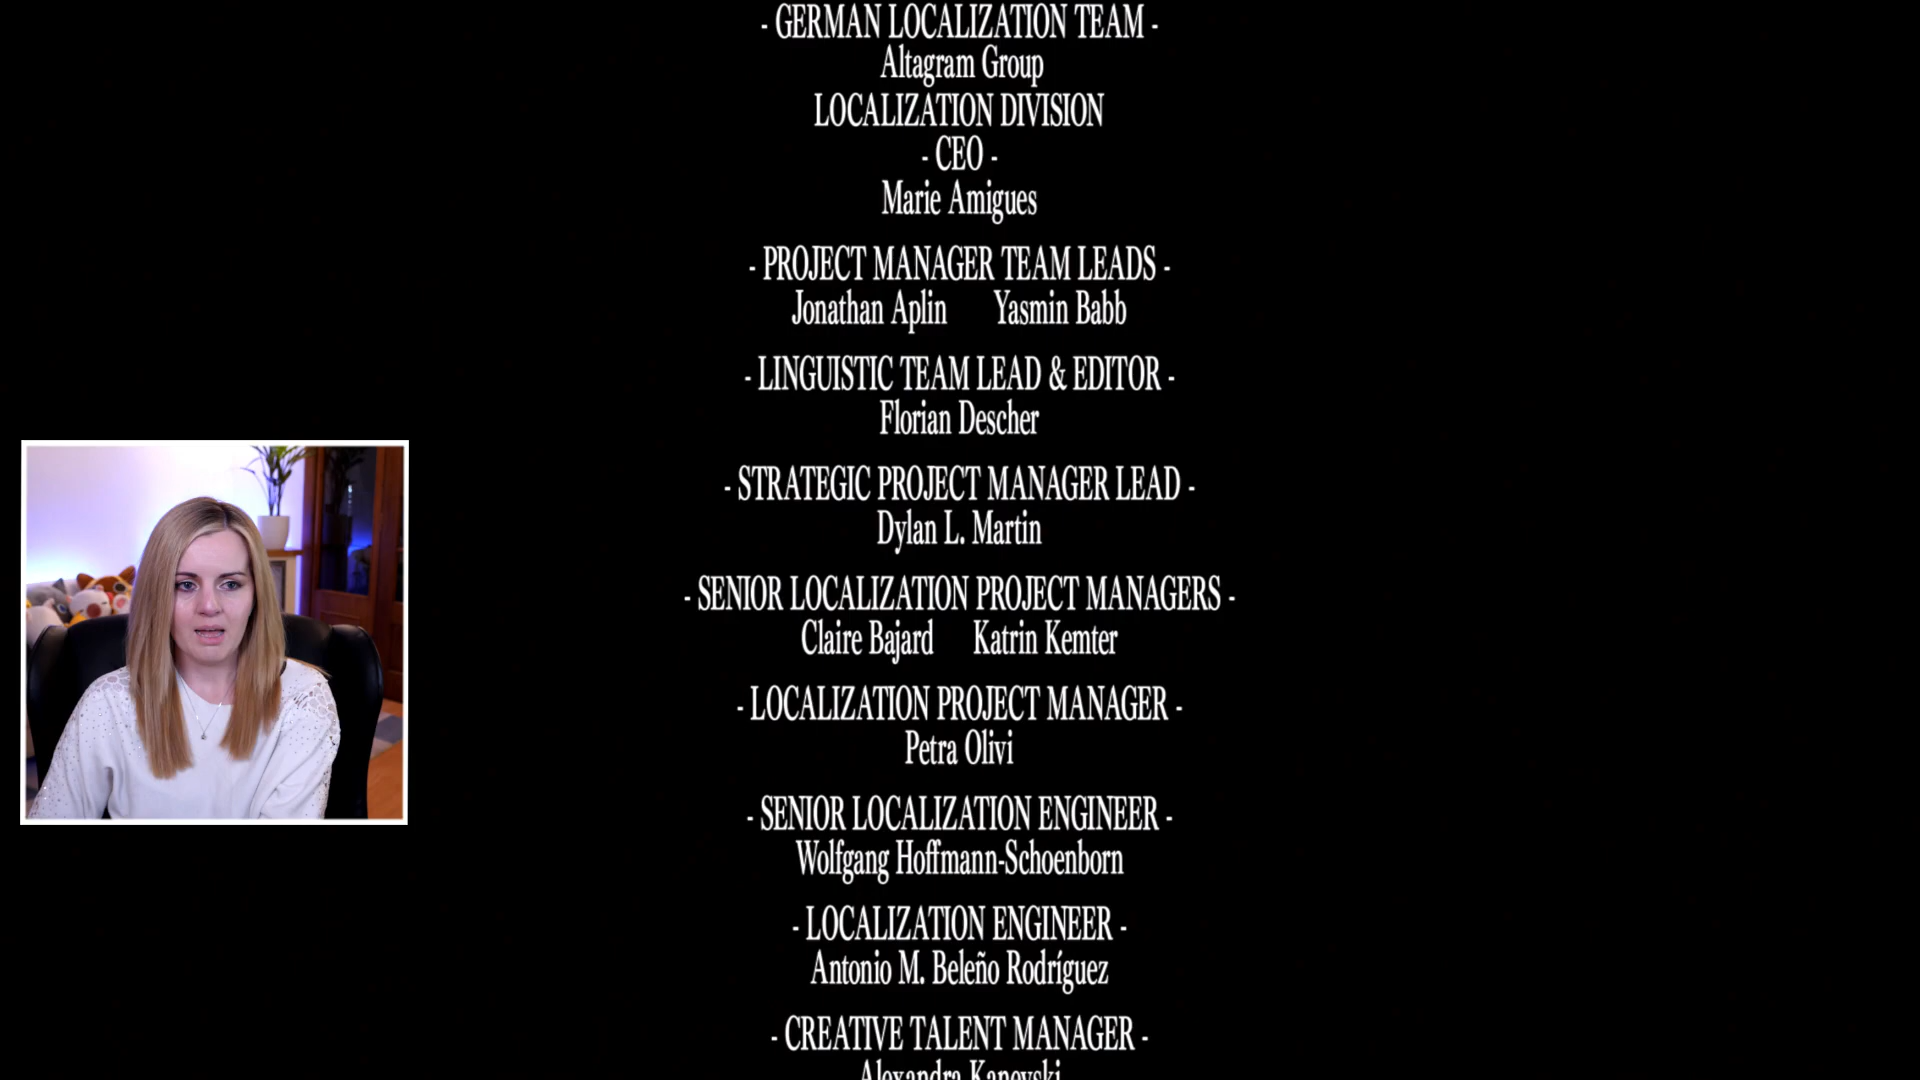 - GERMAN LOCALIZATION TEAM -
Altagram Group
LOCALIZATION DIVISION
- CEO -
Marie Amigues
- PROJECT MANAGER TEAM LEADS -
Jonathan Aplin Yasmin Babb
- LINGUISTIC TEAM LEAD & EDITOR -
Florian Descher
- STRATEGIC PROJECT MANAGER LEAD -
Dylan L. Martin
- SENIOR LOCALIZATION PROJECT MANAGERS -
Claire Bajard Katrin Kemter
- LOCALIZATION PROJECT MANAGER -
Petra Olivi
- SENIOR LOCALIZATION ENGINEER -
Wolfgang Hoffmann-Schoenborn
- LOCALIZATION ENGINEER -
Antonio M. Beleño Rodríguez
- CREATIVE TALENT MANAGER -
Alexandra Kanovski